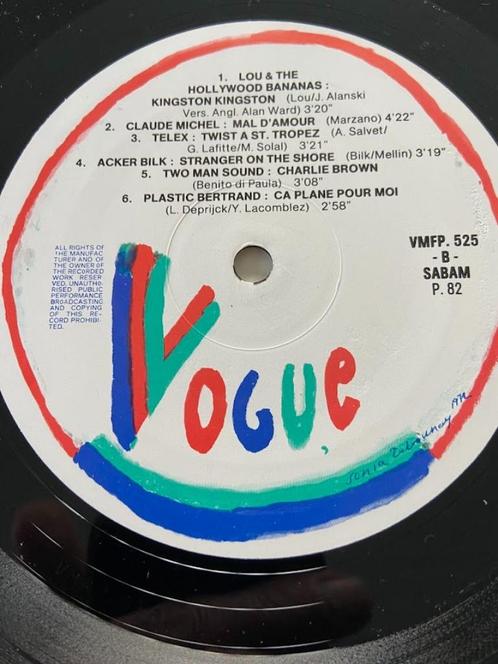 1. LOU & THE
HOLLYWOOD BANANAS :
KINGSTON KINGSTON (Lou/J. Alanski
Vers. Angl. Alan Ward) 3'20"
2. CLAUDE MICHEL : MAL D'AMOUR (Marzano) 4'22"
3. TELEX : TWIST A ST. TROPEZ (A. Salvet/
G. Lafitte/M. Solal) 3'21"
4. ACKER BILK : STRANGER ON THE SHORE (Bilk/Mellin) 3'19"
5. TWO MAN SOUND : CHARLIE BROWN
(Benito di Paula) 3'08"
6. PLASTIC BERTRAND : CA PLANE POUR MOI
(L. Deprijck/Y. Lacomblez) 2'58"
ALL RIGHTS OF
THE MANUFAC-
TURER AND OF
THE OWNER OF
THE RECORDED
WORK RESER-
VED. UNAUTHO-
RISED PUBLIC
PERFORMANCE
BROADCASTING
AND COPYING
OF THIS RE-
CORD PROHIBI-
TED.
VMFP. 525
- B -
SABAM
P. 82
VOGUE
sonia Delaunay 1972